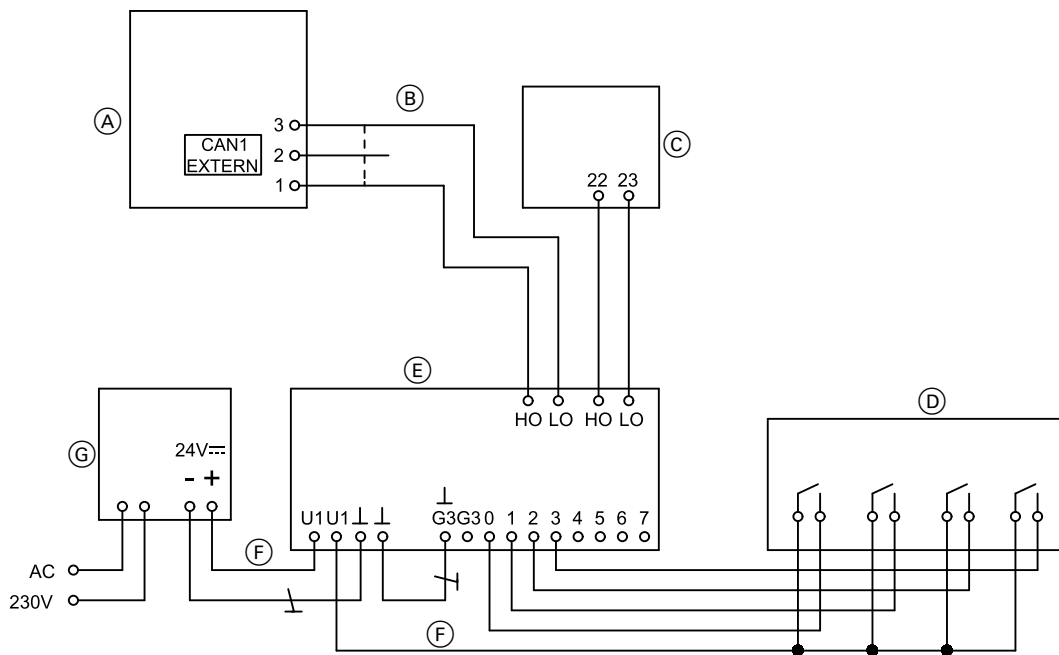 B
A
3
CAN1
2
EXTERN
1
C
22 23
E
HO LO HO LO
D
G
24V
- +
U1 U1 ⊥ ⊥ ⊥ G3 G3 0 1 2 3 4 5 6 7
F
AC
230V
F